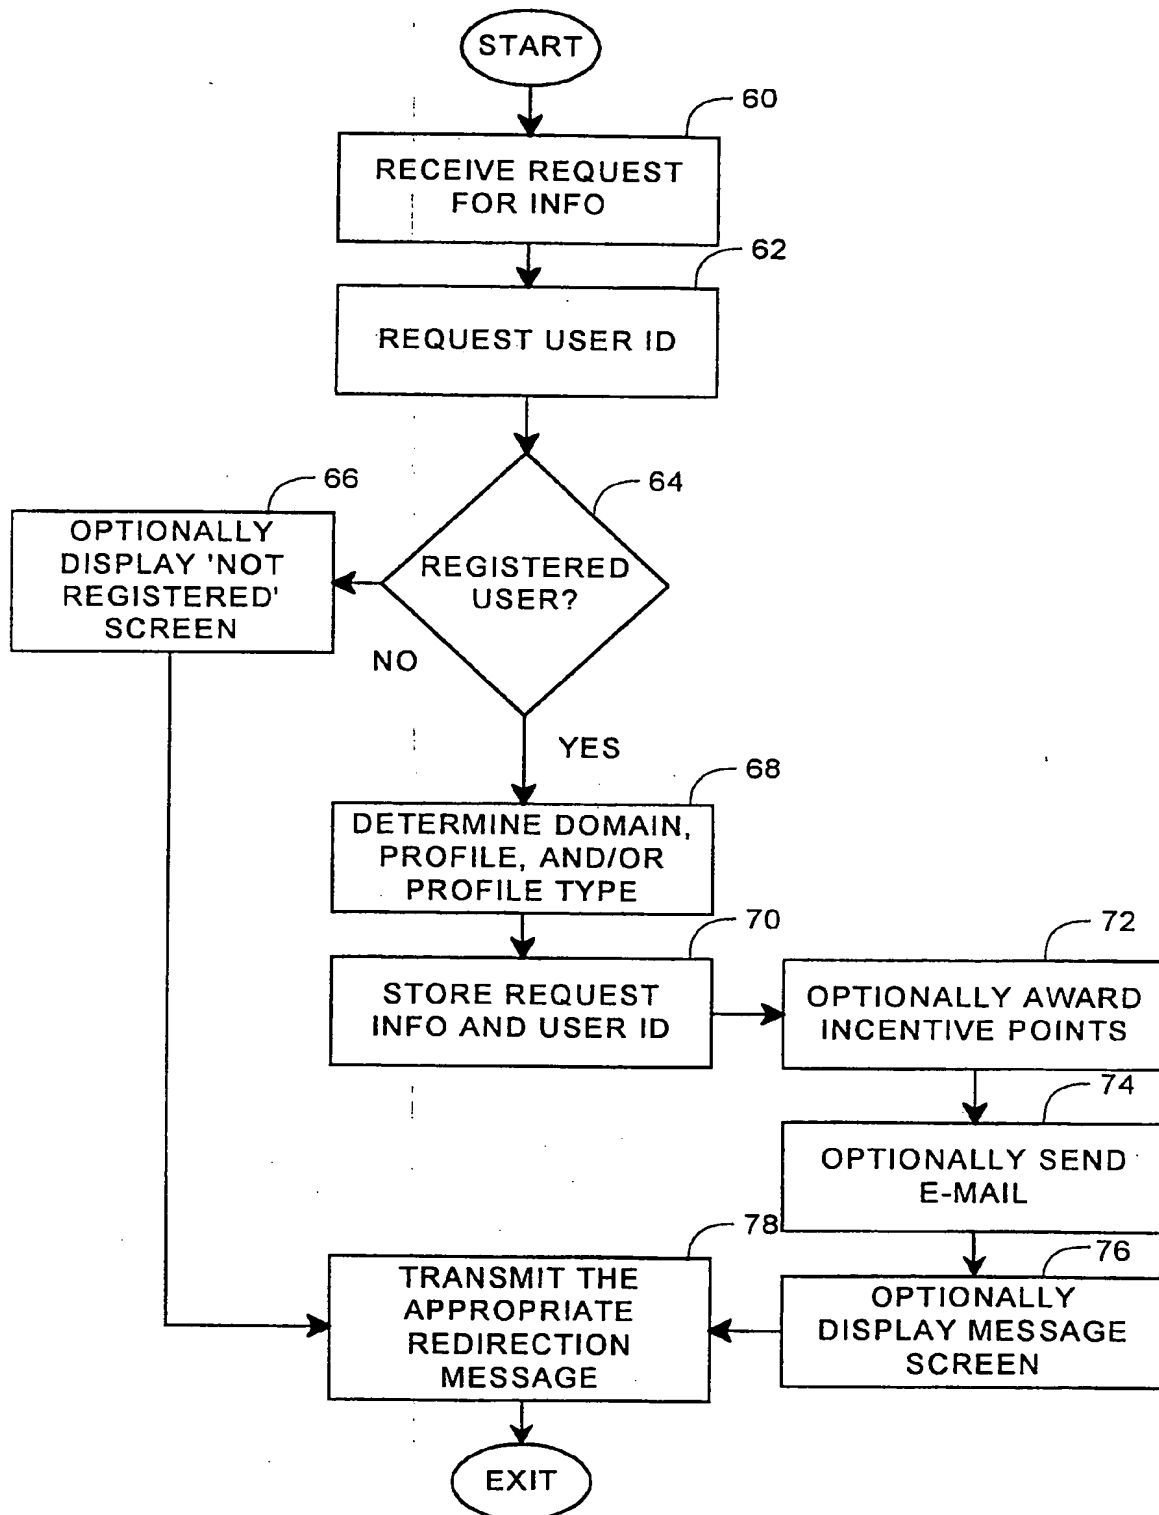 START
60
RECEIVE REQUEST
FOR INFO
62
REQUEST USER ID
64
REGISTERED
USER?
66
OPTIONALLY
DISPLAY 'NOT
REGISTERED'
SCREEN
NO
YES
68
DETERMINE DOMAIN,
PROFILE, AND/OR
PROFILE TYPE
70
STORE REQUEST
INFO AND USER ID
72
OPTIONALLY AWARD
INCENTIVE POINTS
74
OPTIONALLY SEND
E-MAIL
76
OPTIONALLY
DISPLAY MESSAGE
SCREEN
78
TRANSMIT THE
APPROPRIATE
REDIRECTION
MESSAGE
EXIT